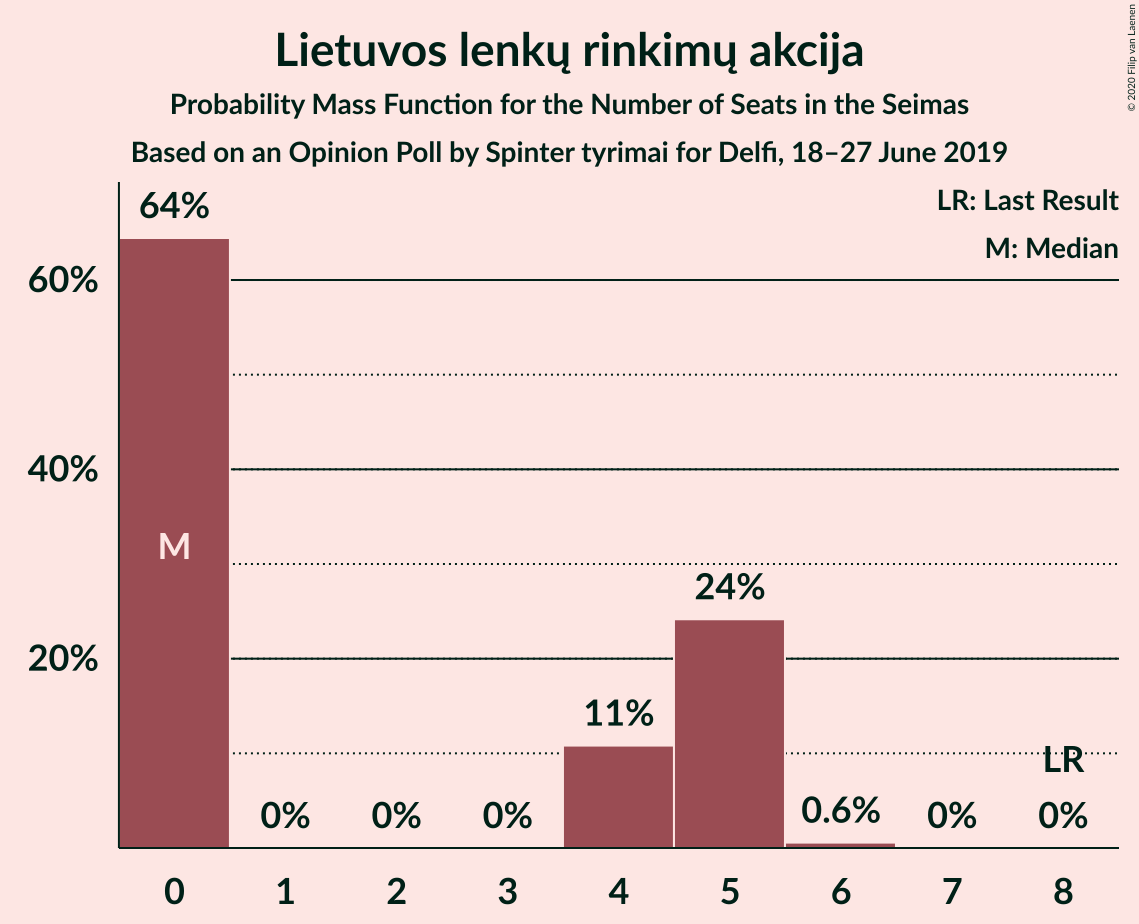 Lietuvos lenkų rinkimų akcija
Probability Mass Function for the Number of Seats in the Seimas
Based on an Opinion Poll by Spinter tyrimai for Delfi, 18–27 June 2019
© 2020 Filip van Laenen
LR: Last Result
M: Median
64%
60%
40%
20%
M
24%
11%
LR
0%
0%
0%
0.6%
0%
0%
0 1 2 3 4 5 6 7 8